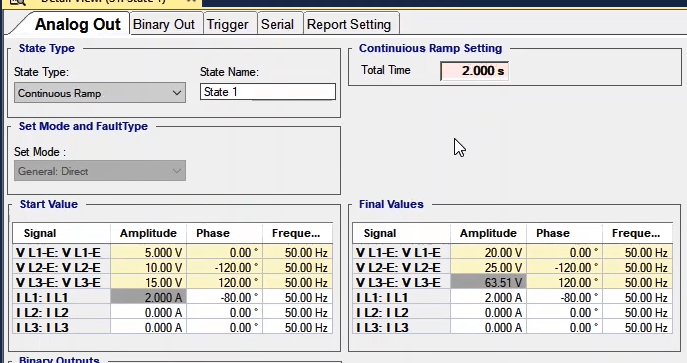 Detail View: (SR State 1)
Analog Out Binary Out Trigger Serial Report Setting
State Type
State Type:
State Name:
Continuous Ramp
State 1
Continuious Ramp Setting
Total Time
2.000 s
Set Mode and FaultType
Set Mode :
General: Direct
Start Value
Signal Amplitude Phase Freque...
V L1-E: V L1-E 5.000 V 0.00 ° 50.00 Hz
V L2-E: V L2-E 10.00 V -120.00 ° 50.00 Hz
V L3-E: V L3-E 15.00 V 120.00 ° 50.00 Hz
I L1: I L1 2.000 A -80.00 ° 50.00 Hz
I L2: I L2 0.000 A 0.00 ° 50.00 Hz
I L3: I L3 0.000 A 0.00 ° 50.00 Hz
Final Values
Signal Amplitude Phase Freque...
V L1-E: V L1-E 20.00 V 0.00 ° 50.00 Hz
V L2-E: V L2-E 25.00 V -120.00 ° 50.00 Hz
V L3-E: V L3-E 63.51 V 120.00 ° 50.00 Hz
I L1: I L1 2.000 A -80.00 ° 50.00 Hz
I L2: I L2 0.000 A 0.00 ° 50.00 Hz
I L3: I L3 0.000 A 0.00 ° 50.00 Hz
Binary Outputs